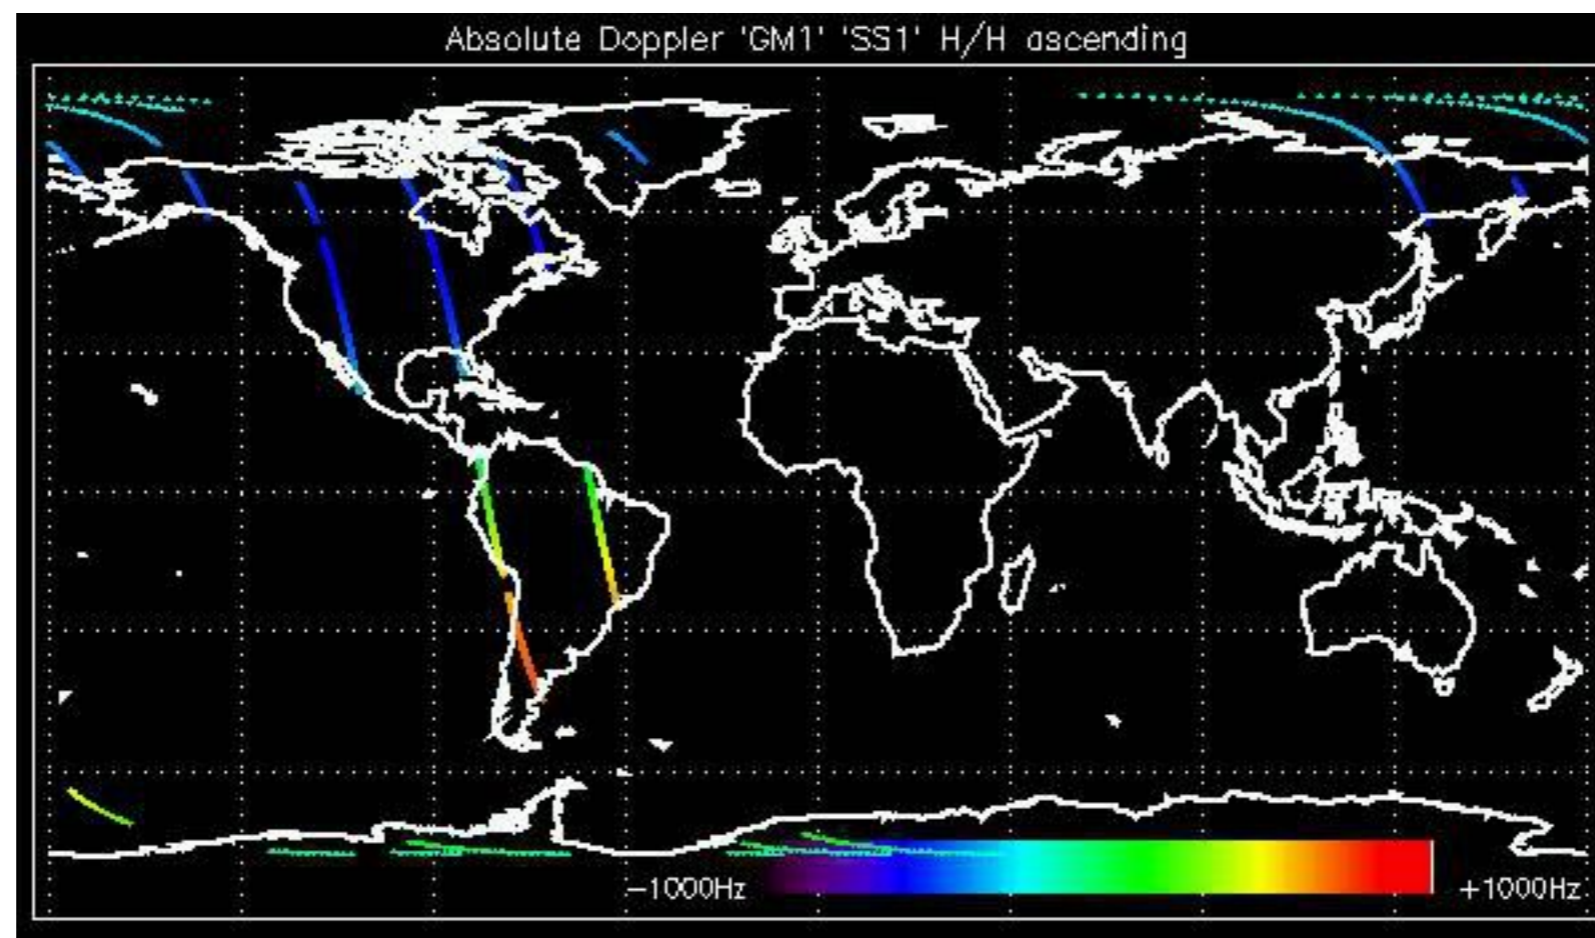 Absolute Doppler 'GM1' 'SS1' H/H ascending
-1000Hz
+1000Hz